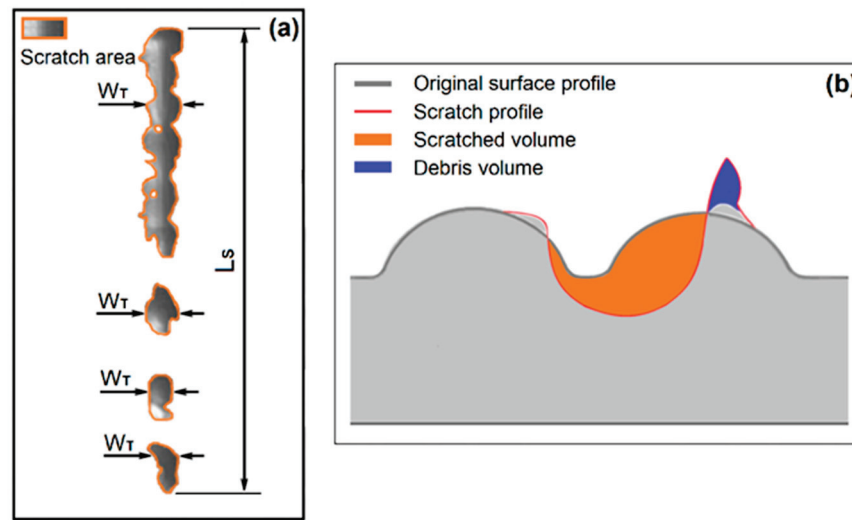 (a)
Scratch area
WT
WT
WT
WT
Ls
(b)
Original surface profile
Scratch profile
Scratched volume
Debris volume